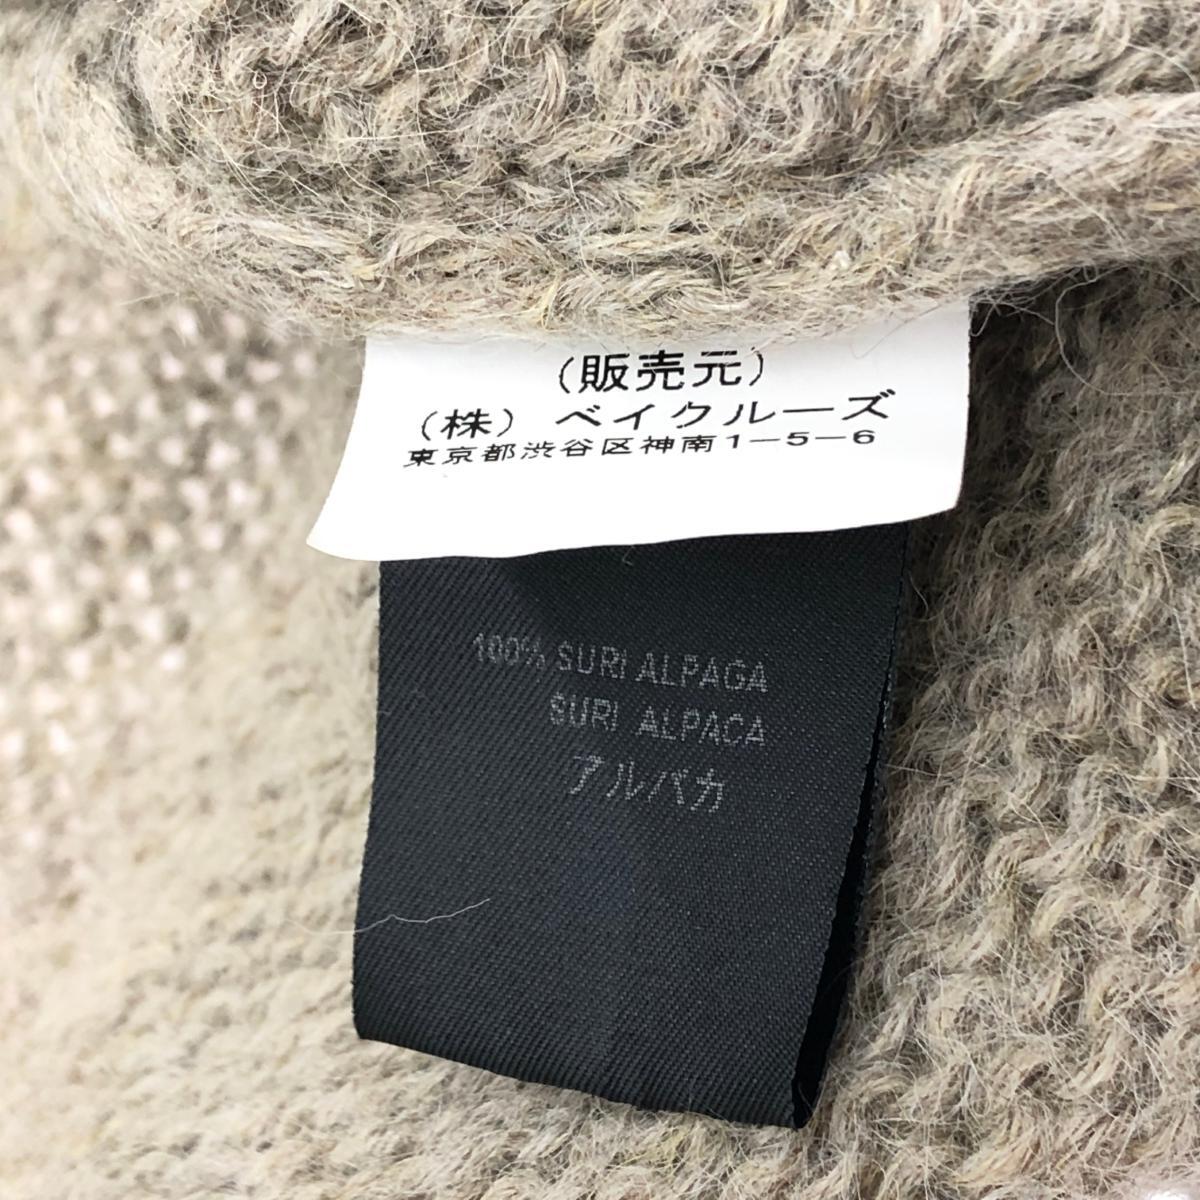 (販売元)
(株) ベイクルーズ
東京都渋谷区神南1-5-6
100% SURI ALPAGA
SURI ALPACA
アルパカ